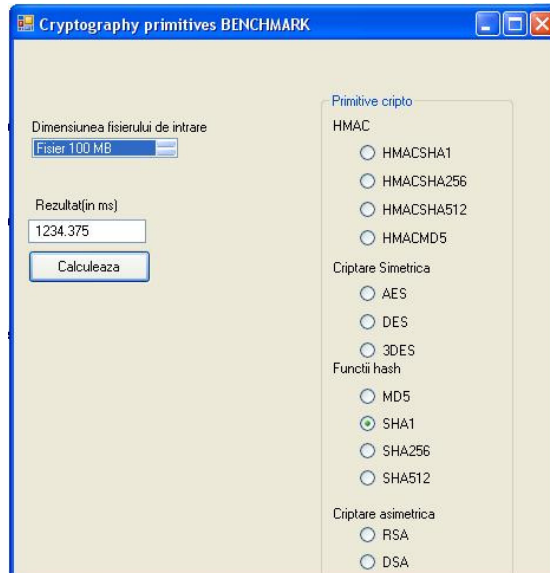 Cryptography primitives BENCHMARK
Dimensiunea fisierului de intrare
Fisier 100 MB
Rezultat(in ms)
1234.375
Calculeaza
Primitive cripto
HMAC
HMACSHA1
HMACSHA256
HMACSHA512
HMACMD5
Criptare Simetrica
AES
DES
3DES
Functii hash
MD5
SHA1
SHA256
SHA512
Criptare asimetrica
RSA
DSA